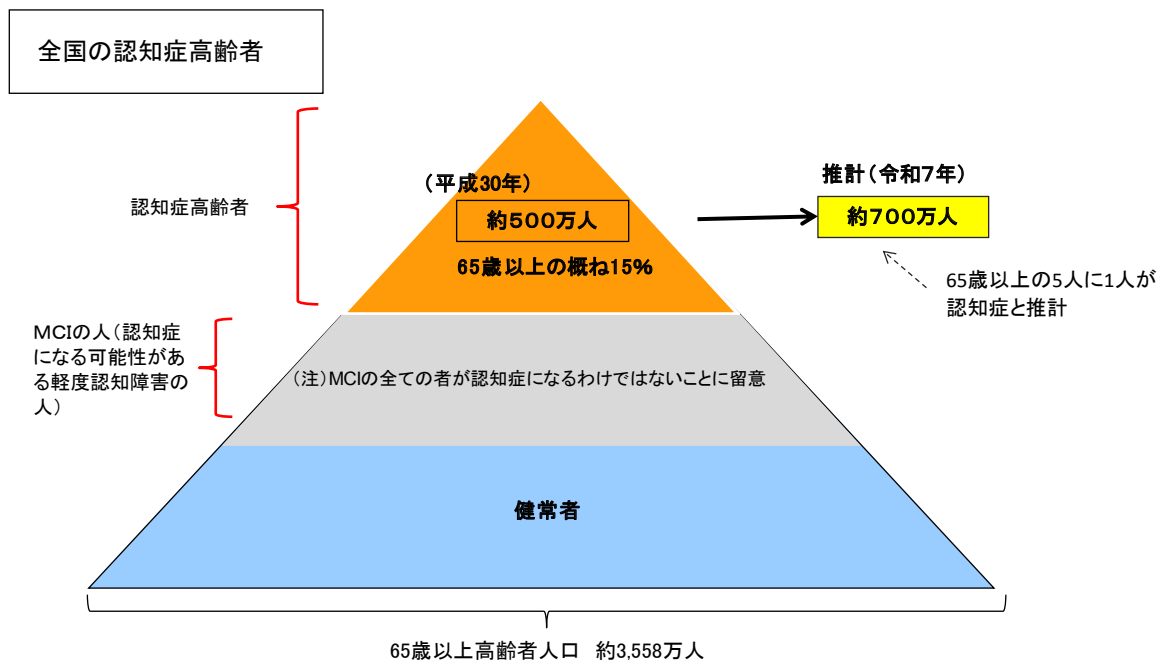 全国の認知症高齢者
認知症高齢者
(平成30年)
約500万人
65歳以上の概ね15%
推計(令和7年)
約700万人
65歳以上の5人に1人が
認知症と推計
MCIの人(認知症
になる可能性があ
る軽度認知障害の
人)
(注)MCIの全ての者が認知症になるわけではないことに留意
健常者
65歳以上高齢者人口 約3,558万人